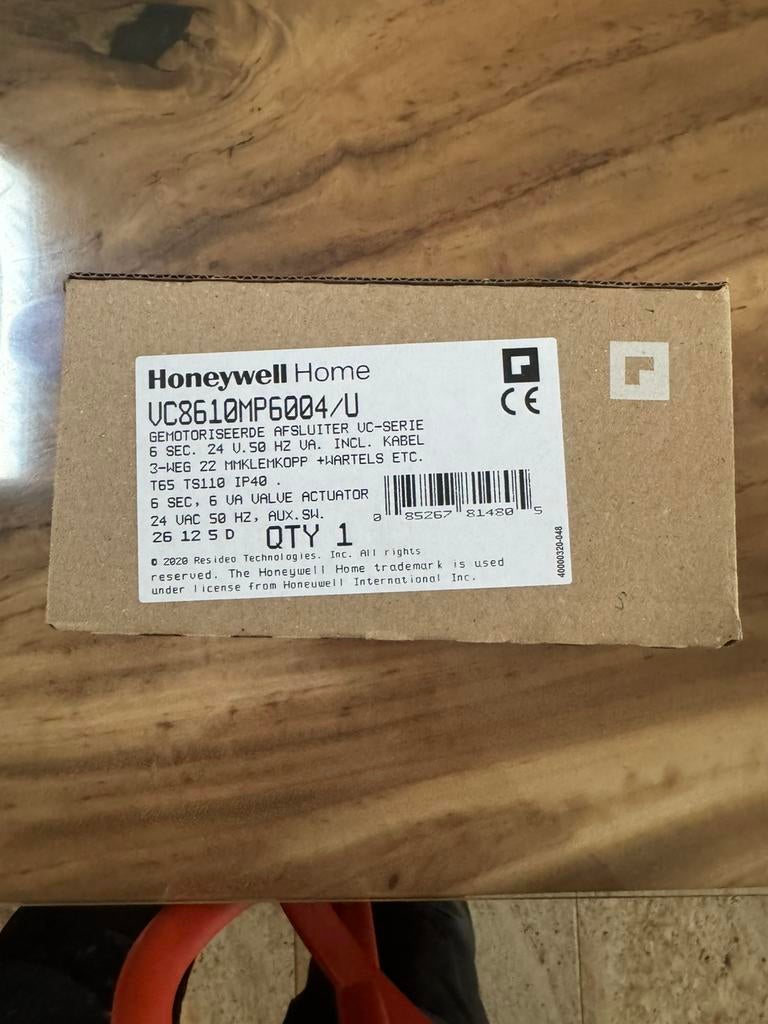 Honeywell Home
VC8610MP6004/U
GEMOTORISEERDE AFSLUITER VC-SERIE
6 SEC. 24 V.50 HZ VA. INCL. KABEL
3-WEG 22 MMKLEMKOPP +WARTELS ETC.
T65 TS110 IP40 .
6 SEC, 6 VA VALVE ACTUATOR
24 VAC 50 HZ, AUX.SW.
26 12 5 D QTY 1
© 2020 Resideo Technologies. Inc. All rights
reserved. The Honeywell Home trademark is used
under license from Honeywell International Inc.
CE
0 85267 81480 5
40000320-048